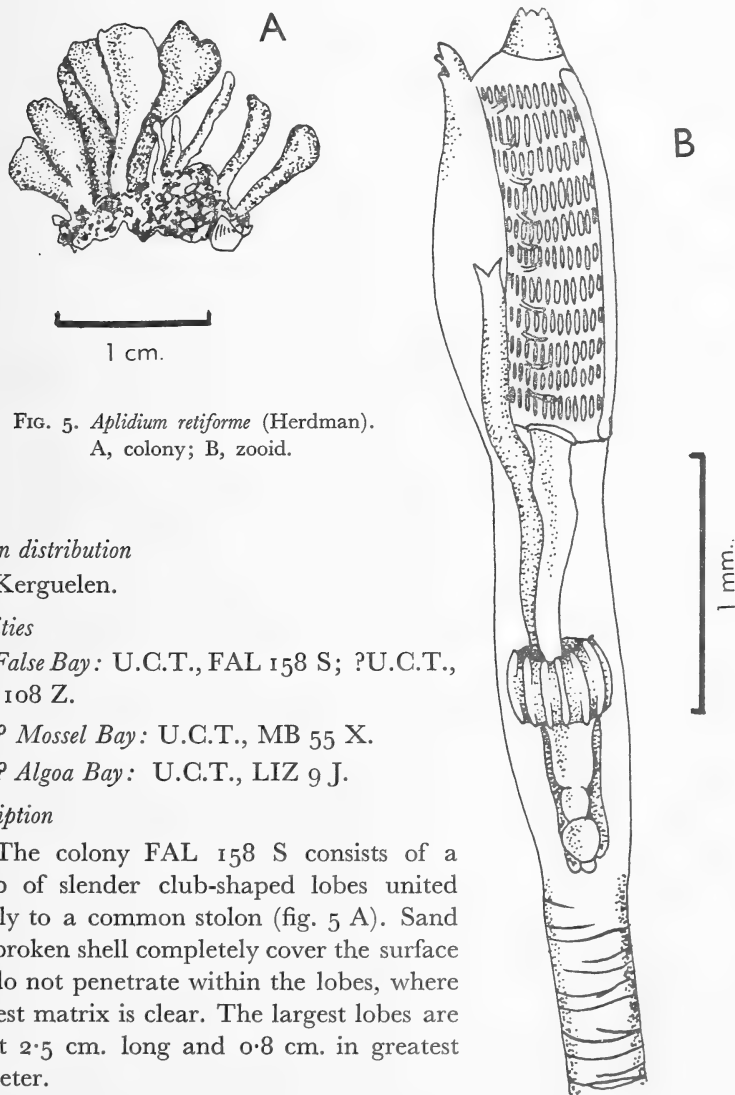 A
B
1 cm.
1 mm.
FIG. 5. Aplidium retiforme (Herdman).
A, colony; B, zooid.
n distribution
Kerguelen.
ties
False Bay: U.C.T., FAL 158 S; ?U.C.T.,
108 Z.
? Mossel Bay: U.C.T., MB 55 X.
? Algoa Bay: U.C.T., LIZ 9 J.
iption
The colony FAL 158 S consists of a
o of slender club-shaped lobes united
ly to a common stolon (fig. 5 A). Sand
broken shell completely cover the surface
do not penetrate within the lobes, where
est matrix is clear. The largest lobes are
t 2·5 cm. long and 0·8 cm. in greatest
eter.